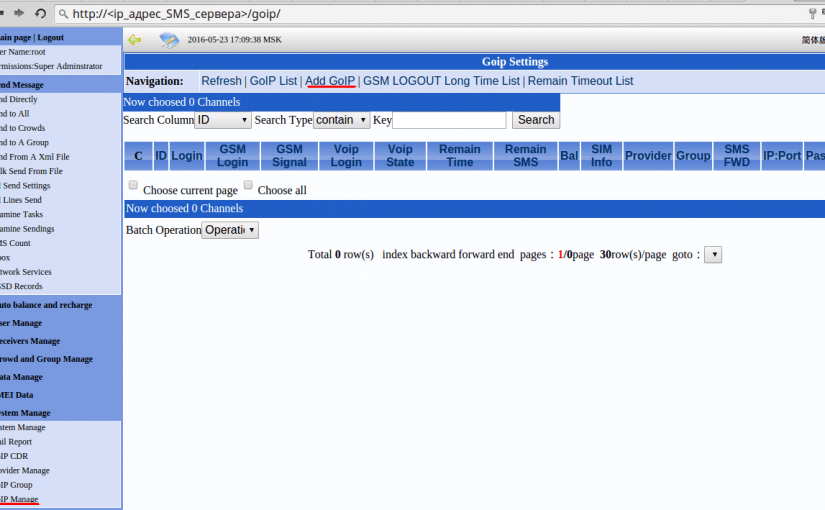 http://<ip_адрес_SMS_сервера>/goip/
ain page | Logout
er Name:root
rmissions:Super Adminstrator
nd Message
nd Directly
nd to All
nd to Crowds
nd to A Group
nd From A Xml File
lk Send From File
l Send Settings
l Lines Send
amine Tasks
amine Sendings
MS Count
box
twork Services
SSD Records
uto balance and recharge
ser Manage
eceivers Manage
rowd and Group Manage
ata Manage
MEI Data
ystem Manage
stem Manage
il Report
IP CDR
ovider Manage
IP Group
IP Manage
2016-05-23 17:09:38 MSK
简体版
Goip Settings
Navigation: Refresh | GoIP List | Add GoIP | GSM LOGOUT Long Time List | Remain Timeout List
Now choosed 0 Channels
Search Column ID Search Type contain Key Search
C ID Login GSM Login GSM Signal Voip Login Voip State Remain Time Remain SMS Bal SIM Info Provider Group SMS FWD IP:Port Pas
Choose current page Choose all
Now choosed 0 Channels
Batch Operation Operati
Total 0 row(s) index backward forward end pages：1/0page 30row(s)/page goto：